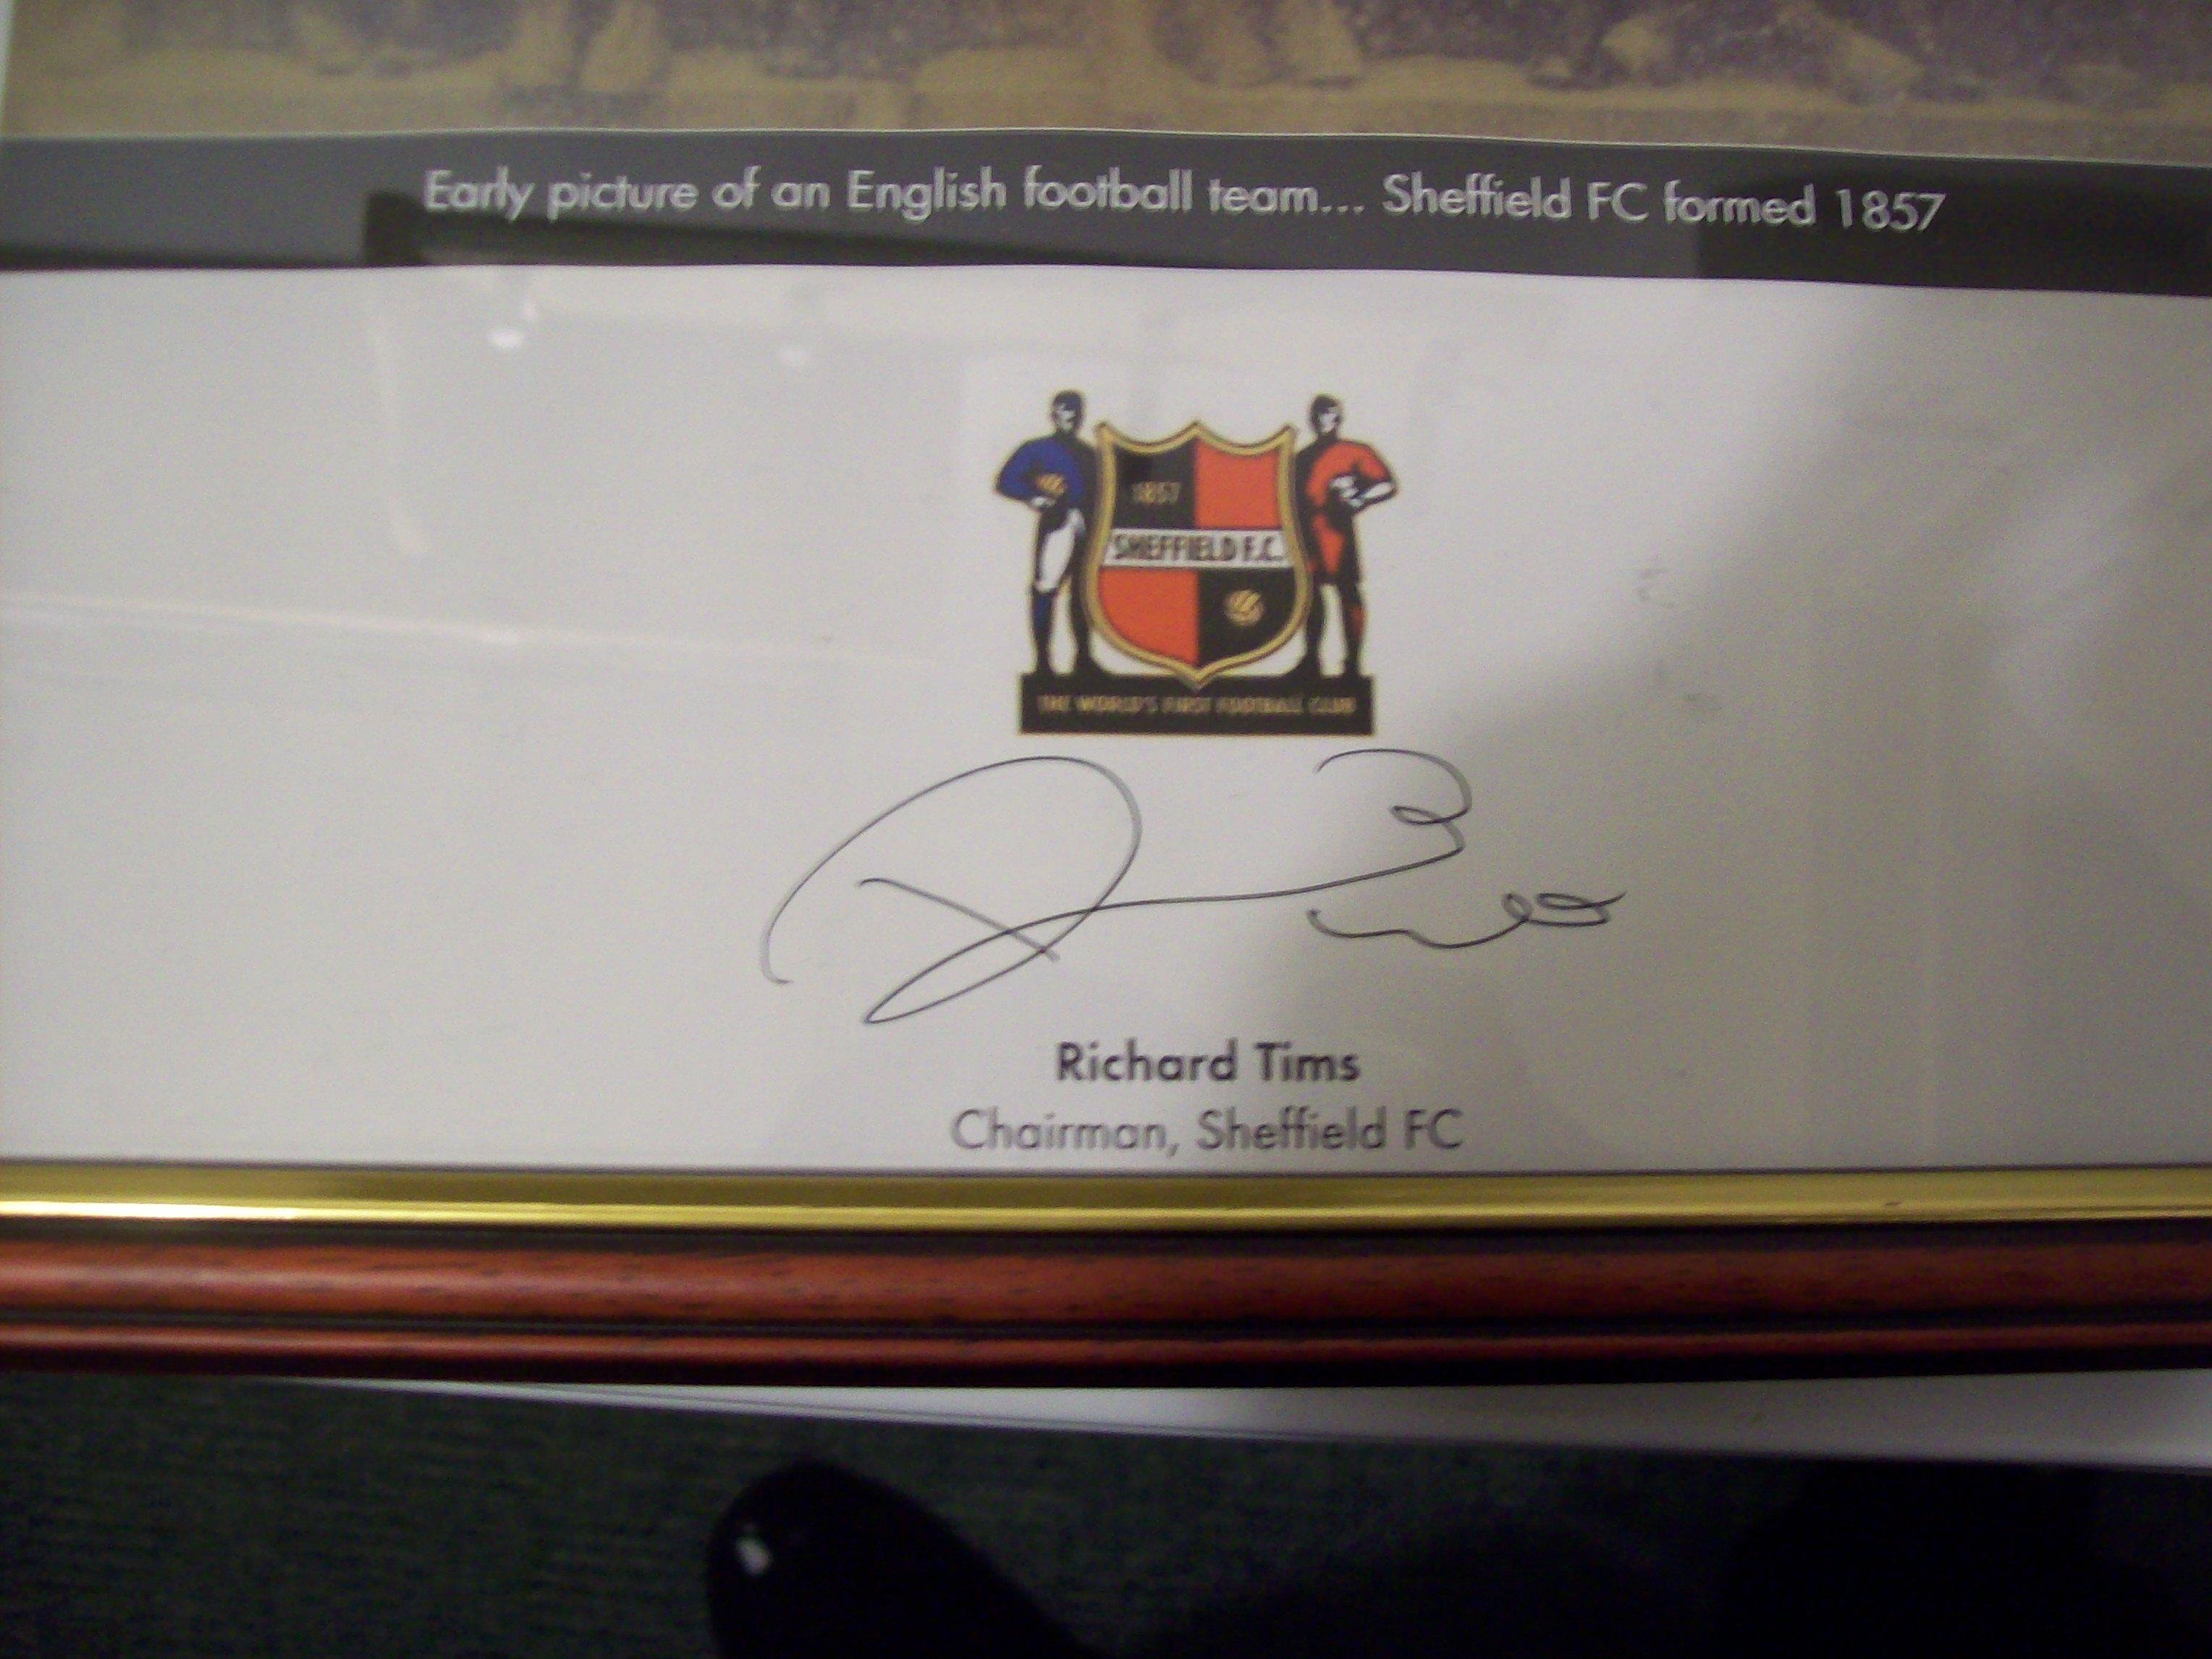 Early picture of an English football team... Sheffield FC formed 1857
1857
SHEFFIELD F.C.
THE WORLD'S FIRST FOOTBALL CLUB
Richard Tims
Chairman, Sheffield FC